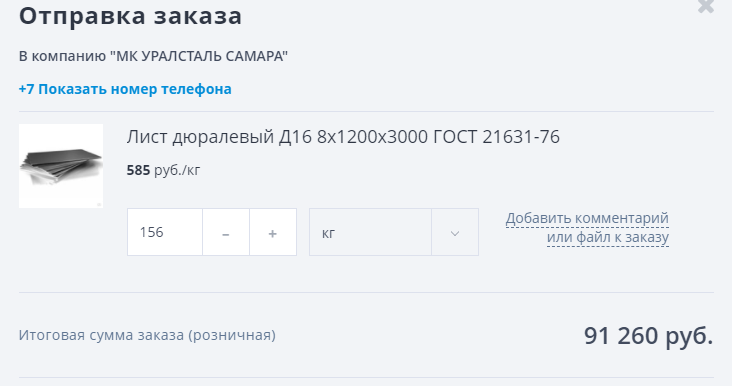 Отправка заказа
В компанию "МК УРАЛСТАЛЬ САМАРА"
+7 Показать номер телефона
Лист дюралевый Д16 8х1200х3000 ГОСТ 21631-76
585 руб./кг
156 – +
кг
Добавить комментарий
или файл к заказу
Итоговая сумма заказа (розничная)
91 260 руб.